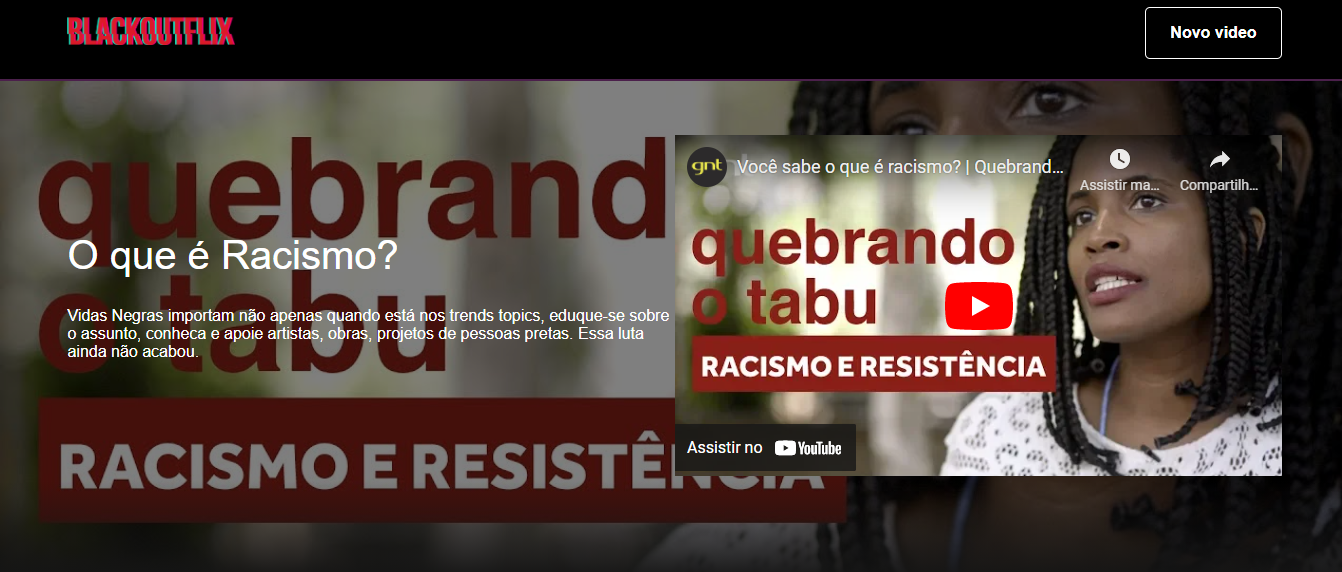 BLACKOUTFLIX
Novo video
quebrand
o tabu
RACISMO E RESISTÊNCIA
O que é Racismo?
Vidas Negras importam não apenas quando está nos trends topics, eduque-se sobre
o assunto, conheca e apoie artistas, obras, projetos de pessoas pretas. Essa luta
ainda não acabou.
gnt
Você sabe o que é racismo? | Quebrand...
Assistir ma...
Compartilh...
quebrando
o tabu
RACISMO E RESISTÊNCIA
Assistir no YouTube